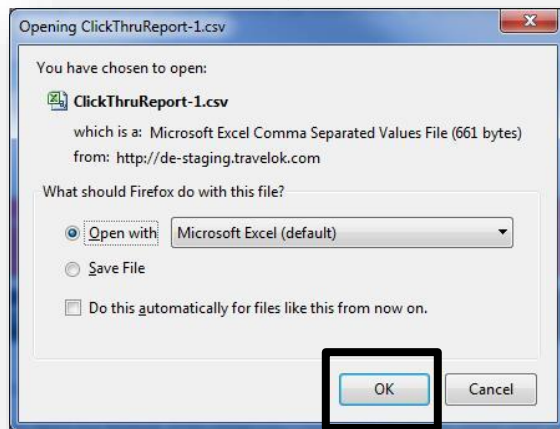 Opening ClickThruReport-1.csv
You have chosen to open:
ClickThruReport-1.csv
which is a: Microsoft Excel Comma Separated Values File (661 bytes)
from: http://de-staging.travelok.com
What should Firefox do with this file?
Open with Microsoft Excel (default)
Save File
Do this automatically for files like this from now on.
OK Cancel